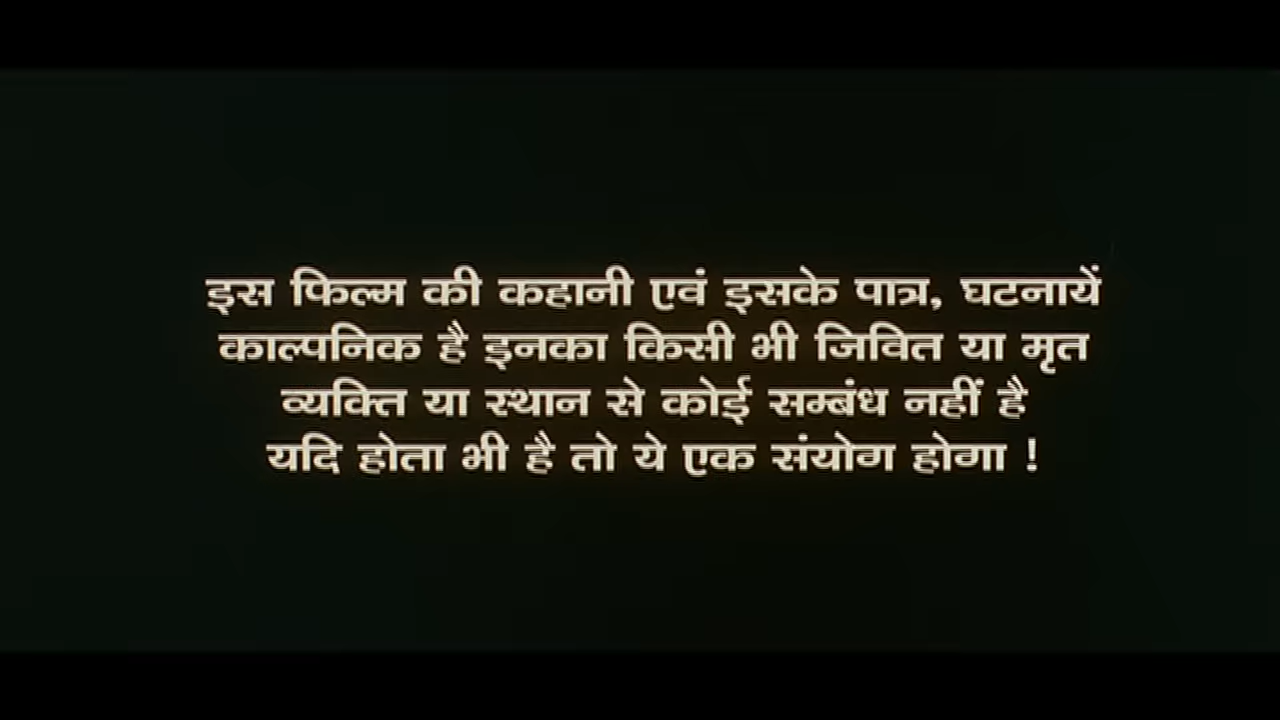 इस फिल्म की कहानी एवं इसके पात्र, घटनायें
काल्पनिक है इनका किसी भी जिवित या मृत
व्यक्ति या स्थान से कोई सम्बंध नहीं है
यदि होता भी है तो ये एक संयोग होगा !